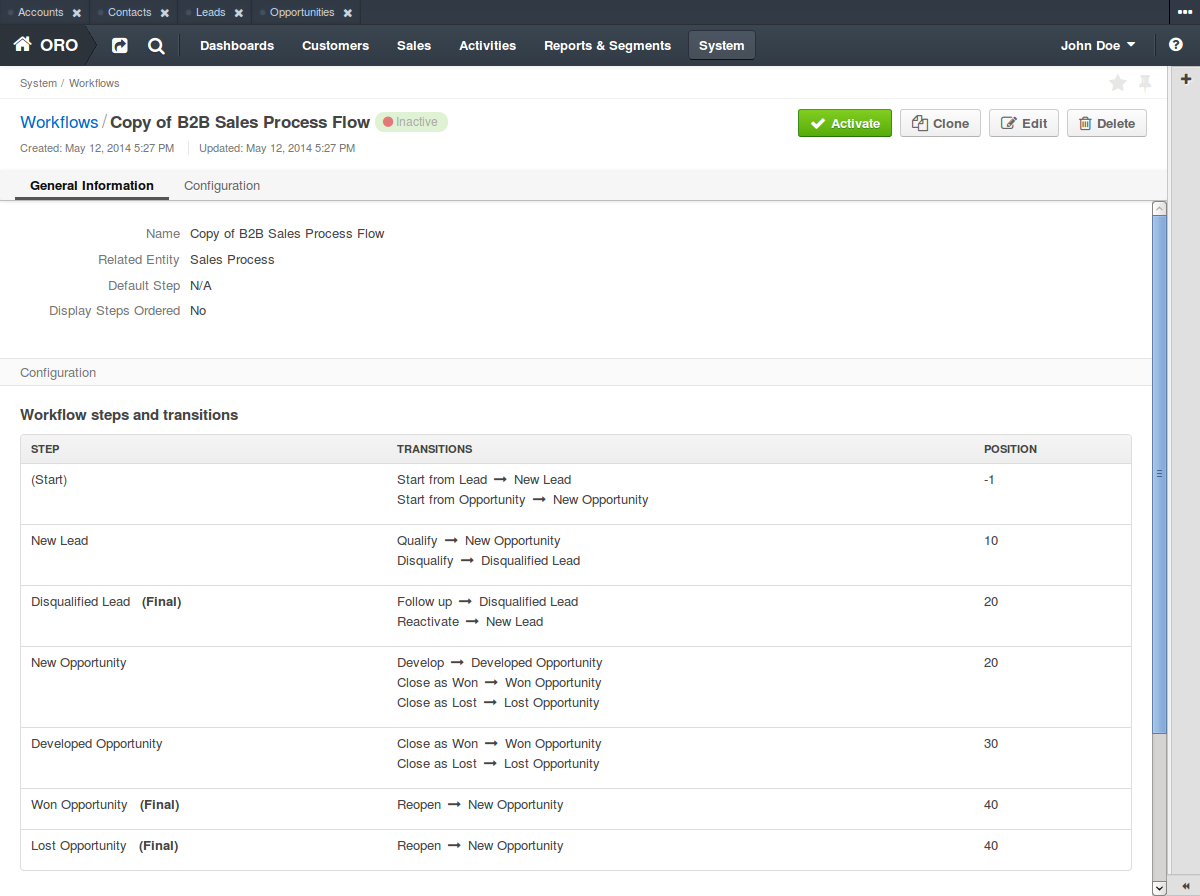 Accounts Contacts Leads Opportunities
ORO Dashboards Customers Sales Activities Reports & Segments System John Doe
System / Workflows
Workflows / Copy of B2B Sales Process Flow Inactive Activate Clone Edit Delete
Created: May 12, 2014 5:27 PM Updated: May 12, 2014 5:27 PM
General Information Configuration
Name Copy of B2B Sales Process Flow
Related Entity Sales Process
Default Step N/A
Display Steps Ordered No
Configuration
Workflow steps and transitions
STEP TRANSITIONS POSITION
(Start) Start from Lead → New Lead -1
Start from Opportunity → New Opportunity
New Lead Qualify → New Opportunity 10
Disqualify → Disqualified Lead
Disqualified Lead (Final) Follow up → Disqualified Lead 20
Reactivate → New Lead
New Opportunity Develop → Developed Opportunity 20
Close as Won → Won Opportunity
Close as Lost → Lost Opportunity
Developed Opportunity Close as Won → Won Opportunity 30
Close as Lost → Lost Opportunity
Won Opportunity (Final) Reopen → New Opportunity 40
Lost Opportunity (Final) Reopen → New Opportunity 40